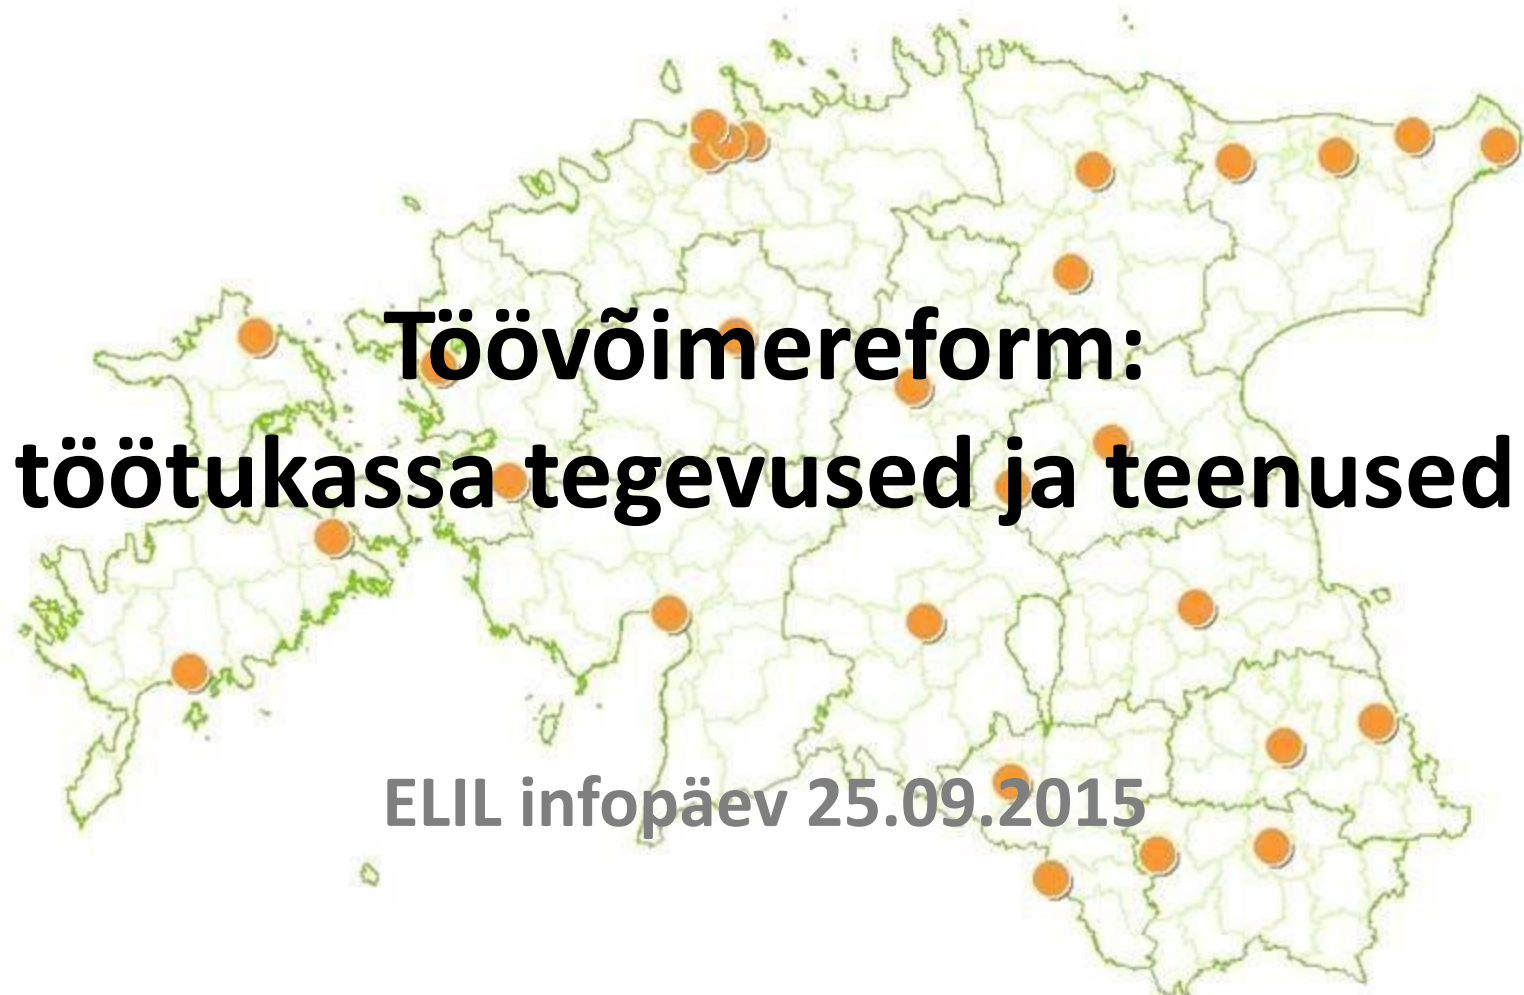 Töövõimereform:
töötukassa tegevused ja teenused
ELIL infopäev 25.09.2015